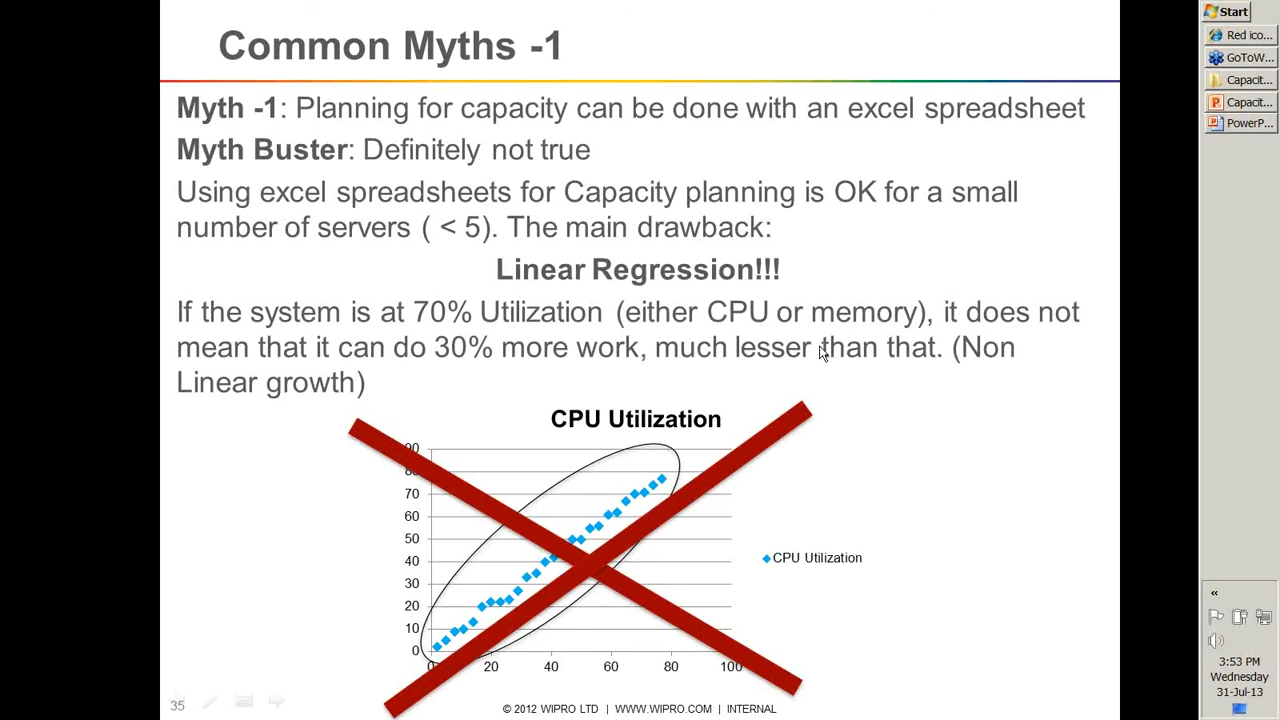 Common Myths -1
Myth -1: Planning for capacity can be done with an excel spreadsheet
Myth Buster: Definitely not true
Using excel spreadsheets for Capacity planning is OK for a small
number of servers ( < 5). The main drawback:
Linear Regression!!!
If the system is at 70% Utilization (either CPU or memory), it does not
mean that it can do 30% more work, much lesser than that. (Non
Linear growth)
CPU Utilization
70
60
50
40
30
20
10
0
20
40
60
80
100
CPU Utilization
35
© 2012 WIPRO LTD | WWW.WIPRO.COM | INTERNAL
Start
Red ico...
GoToW...
Capacit...
Capacit...
PowerP...
«
3:53 PM
Wednesday
31-Jul-13